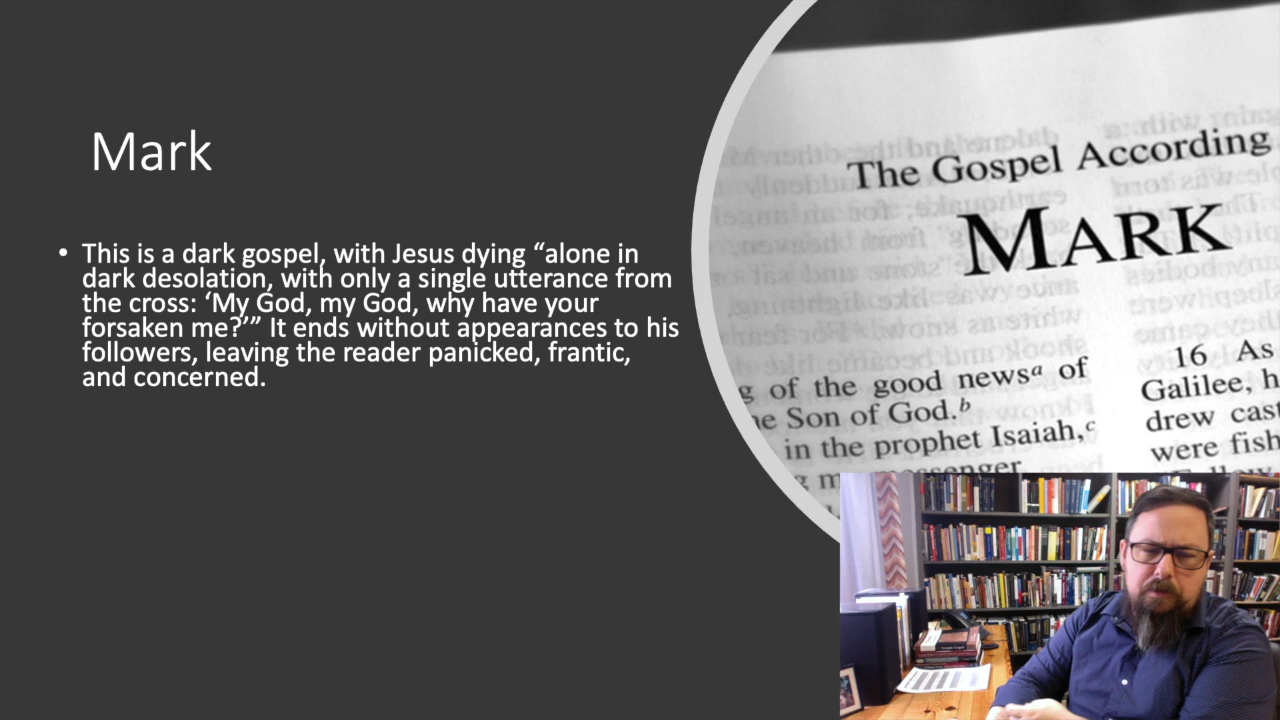 Mark
• This is a dark gospel, with Jesus dying “alone in
dark desolation, with only a single utterance from
the cross: ‘My God, my God, why have your
forsaken me?’” It ends without appearances to his
followers, leaving the reader panicked, frantic,
and concerned.
The Gospel According
MARK
g of the good newsᵃ of
he Son of God.ᵇ
in the prophet Isaiah,ᶜ
messenger
16 As
Galilee, h
drew cast
were fish